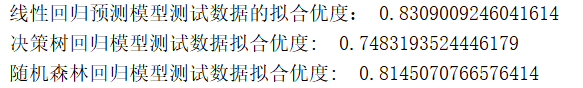 线性回归预测模型测试数据的拟合优度： 0.8309009246041614
决策树回归模型测试数据拟合优度： 0.7483193524446179
随机森林回归模型测试数据拟合优度： 0.8145070766576414